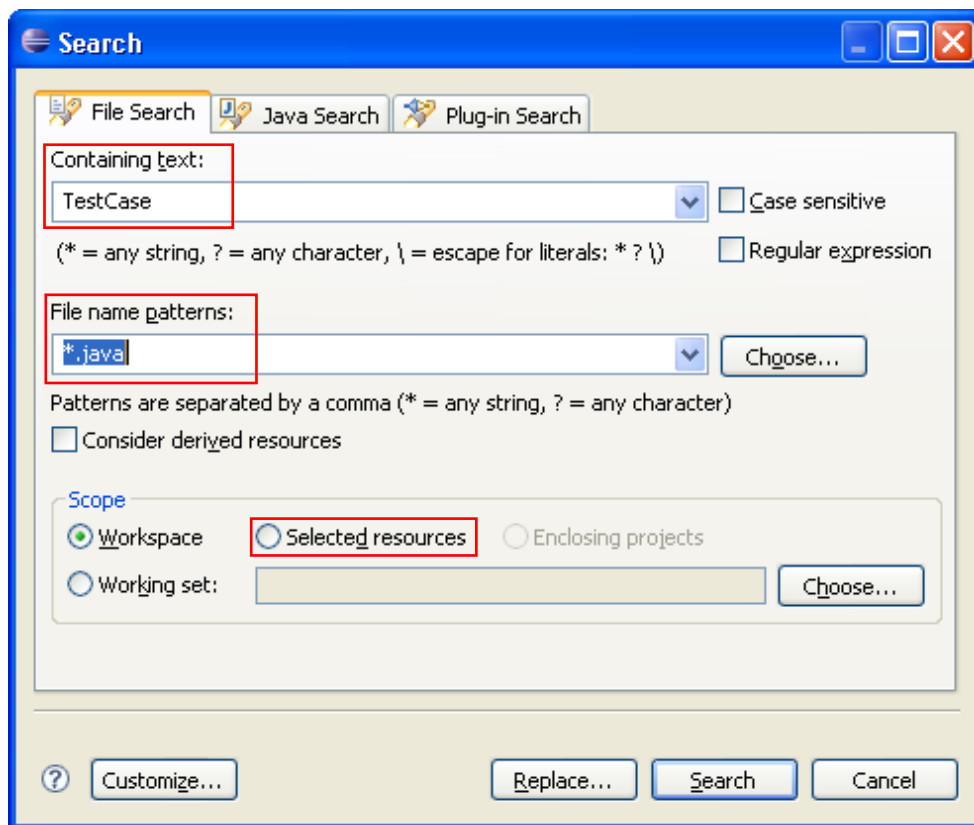 Search
File Search Java Search Plug-in Search
Containing text:
TestCase
Case sensitive
(* = any string, ? = any character, \ = escape for literals: * ? \)
Regular expression
File name patterns:
*.java
Choose...
Patterns are separated by a comma (* = any string, ? = any character)
Consider derived resources
Scope
Workspace Selected resources Enclosing projects
Working set:
Choose...
? Customize... Replace... Search Cancel